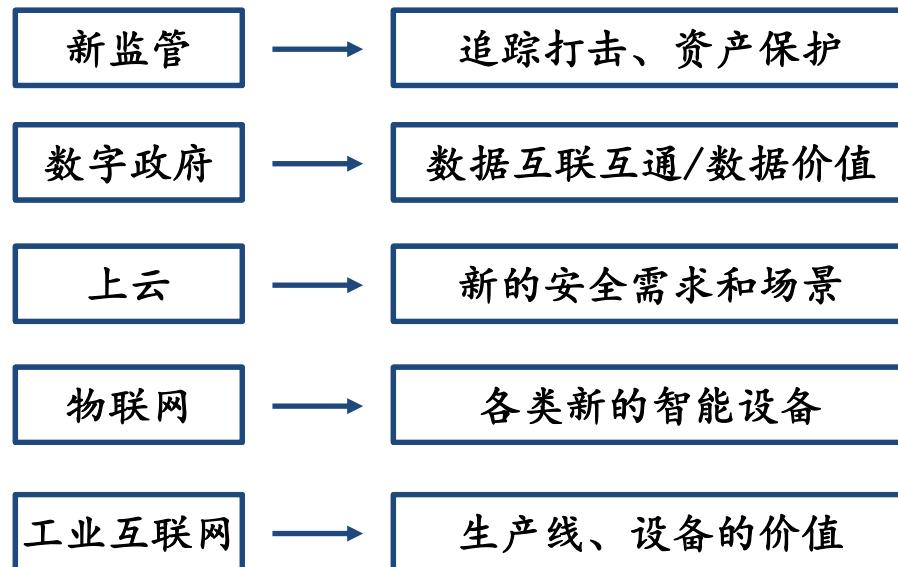 新监管
追踪打击、资产保护
数字政府
数据互联互通/数据价值
上云
新的安全需求和场景
物联网
各类新的智能设备
工业互联网
生产线、设备的价值